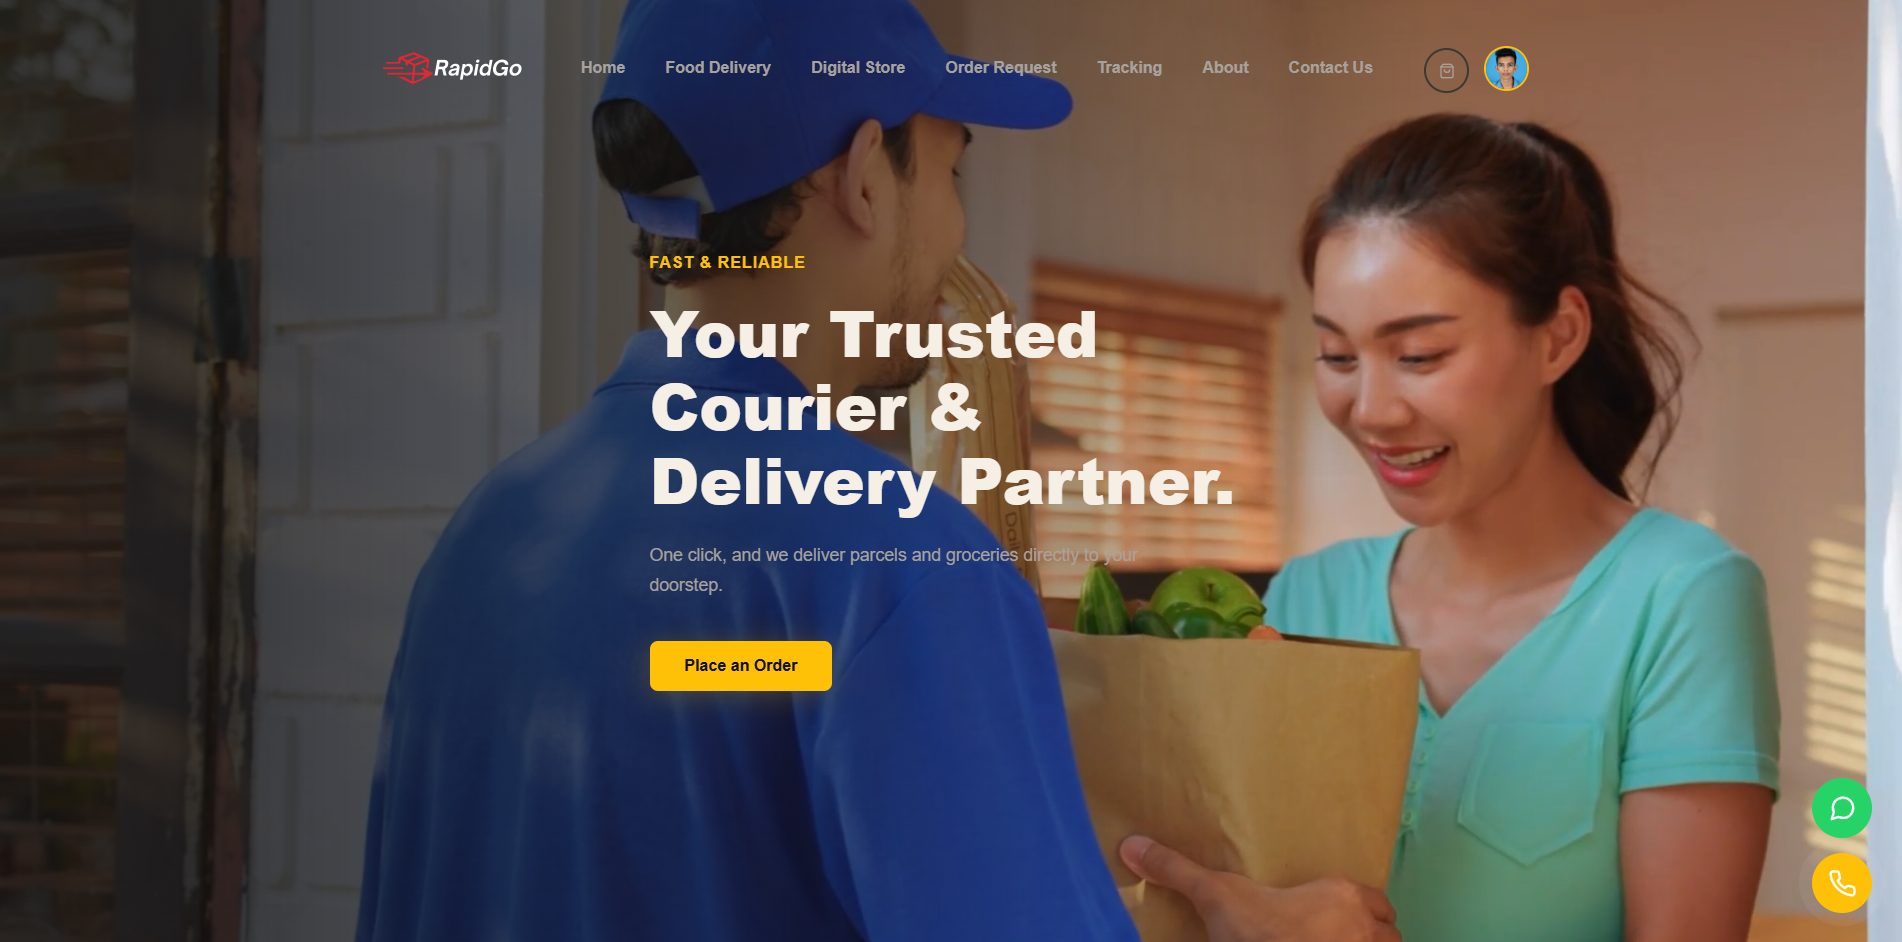 RapidGo
Home
Food Delivery
Digital Store
Order Request
Tracking
About
Contact Us
FAST & RELIABLE
Your Trusted
Courier &
Delivery Partner.
One click, and we deliver parcels and groceries directly to your
doorstep.
Place an Order